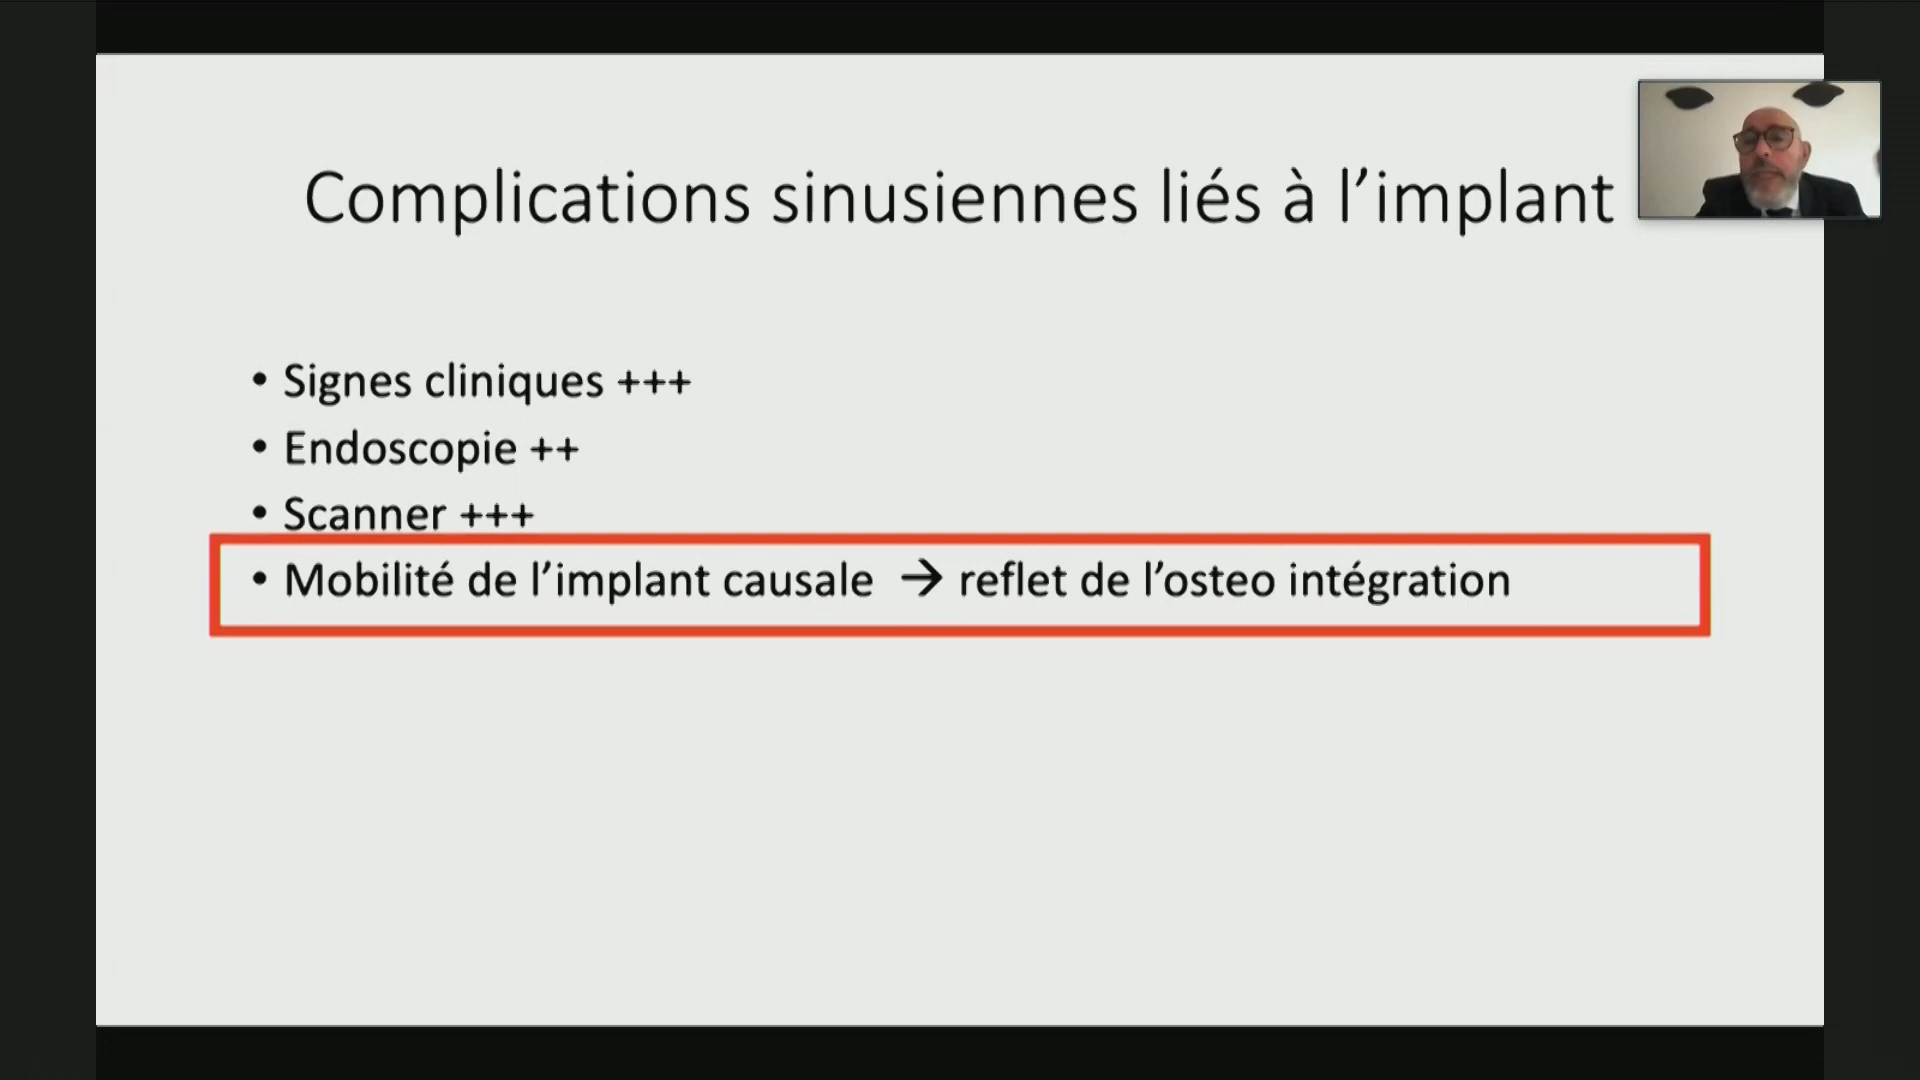 Complications sinusiennes liés à l’implant
• Signes cliniques +++
• Endoscopie ++
• Scanner +++
• Mobilité de l’implant causale → reflet de l’osteo intégration